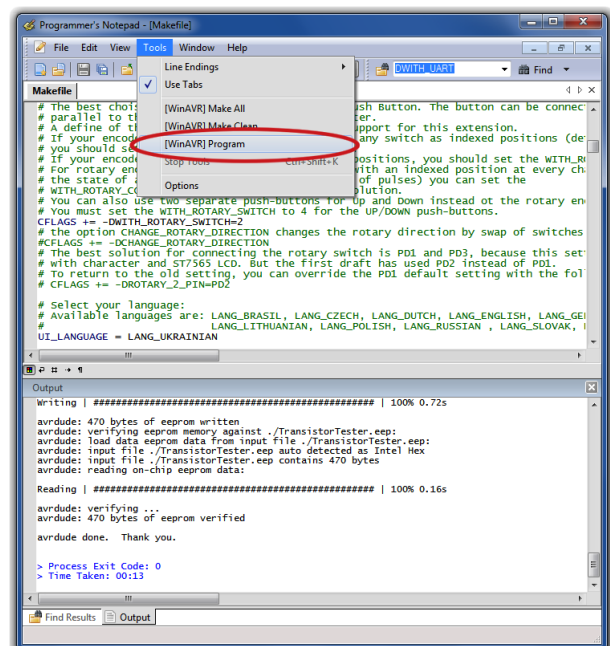 Programmer's Notepad - [Makefile]
File Edit View Tools Window Help
Line Endings
DWITH_UART
Find
Use Tabs
Makefile
[WinAVR] Make All
[WinAVR] Make Clean
[WinAVR] Program
Stop Tools Ctrl+Shift+K
Options
# The best choi ush Button. The button can be connec
# parallel to th er.
# A define of th upport for this extension.
# If your encode any switch as indexed positions (de
# you should se
# If your encode positions, you should set the WITH_R
# For rotary en with an indexed position at every ch
# the state of a of pulses) you can set the
# WITH_ROTARY_C olution.
# You can also use two separate push-buttons for Up and Down instead ot the rotary en
# You must set the WITH_ROTARY_SWITCH to 4 for the UP/DOWN push-buttons.
CFLAGS += -DWITH_ROTARY_SWITCH=2
# the option CHANGE_ROTARY_DIRECTION changes the rotary direction by swap of switches
#CFLAGS += -DCHANGE_ROTARY_DIRECTION
# The best solution for connecting the rotary switch is PD1 and PD3, because this set
# with character and ST7565 LCD. But the first draft has used PD2 instead of PD1.
# To return to the old setting, you can override the PD1 default setting with the fol
# CFLAGS += -DROTARY_2_PIN=PD2
# Select your language:
# Available languages are: LANG_BRASIL, LANG_CZECH, LANG_DUTCH, LANG_ENGLISH, LANG_GE
# LANG_LITHUANIAN, LANG_POLISH, LANG_RUSSIAN , LANG_SLOVAK,
UI_LANGUAGE = LANG_UKRAINIAN
Output
Writing | ################################################## | 100% 0.72s
avrdude: 470 bytes of eeprom written
avrdude: verifying eeprom memory against ./TransistorTester.eep:
avrdude: load data eeprom data from input file ./TransistorTester.eep:
avrdude: input file ./TransistorTester.eep auto detected as Intel Hex
avrdude: input file ./TransistorTester.eep contains 470 bytes
avrdude: reading on-chip eeprom data:
Reading | ################################################## | 100% 0.16s
avrdude: verifying ...
avrdude: 470 bytes of eeprom verified
avrdude done.  Thank you.
> Process Exit Code: 0
> Time Taken: 00:13
Find Results Output